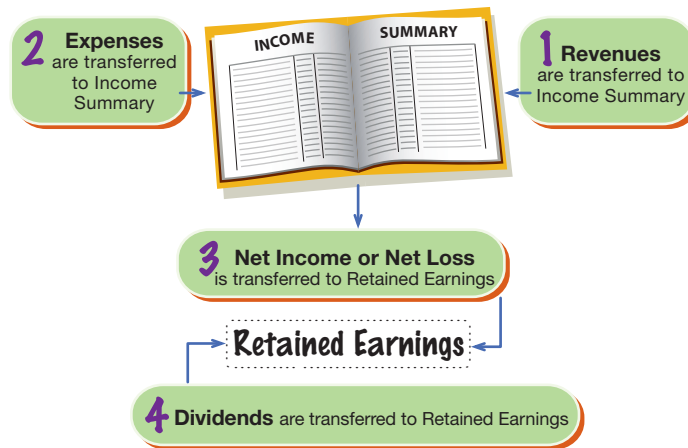 2 Expenses
are transferred
to Income
Summary
INCOME SUMMARY
1 Revenues
are transferred to
Income Summary
3 Net Income or Net Loss
is transferred to Retained Earnings
Retained Earnings
4 Dividends are transferred to Retained Earnings